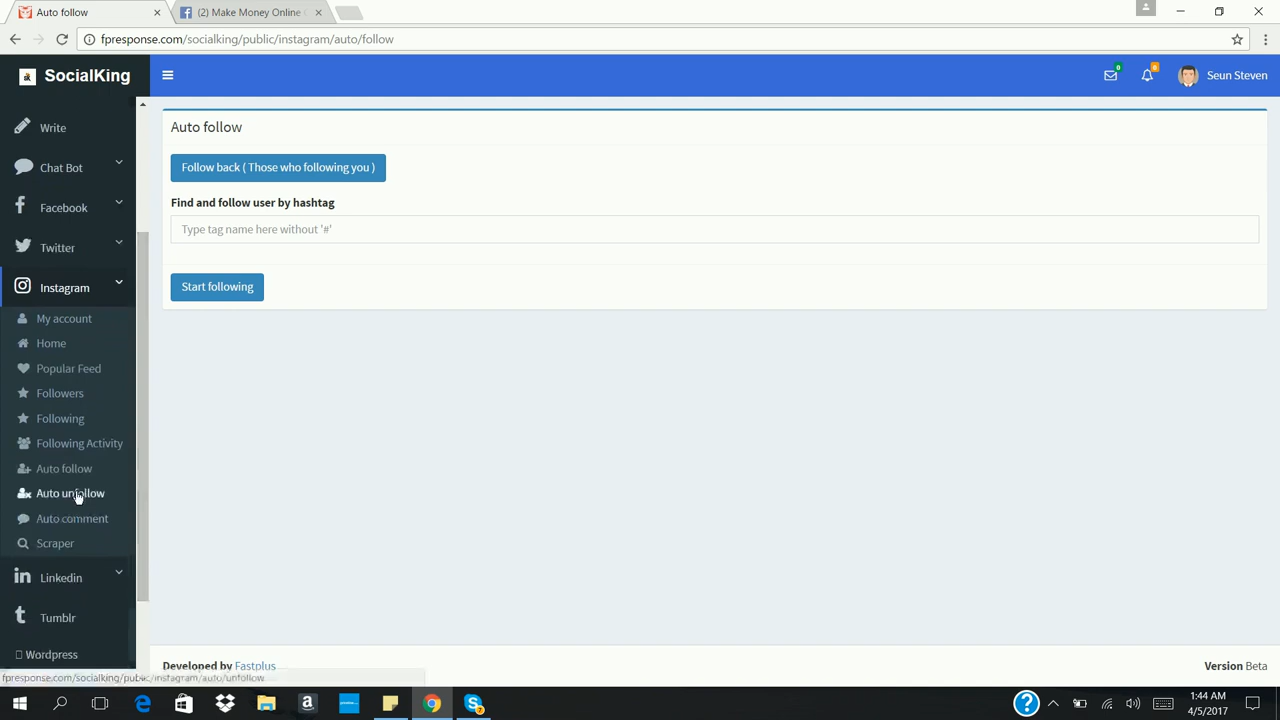 Auto follow
(2) Make Money Online
fpresponse.com/socialking/public/instagram/auto/follow
SocialKing
0
6
Seun Steven
Write
Chat Bot
Facebook
Twitter
Instagram
My account
Home
Popular Feed
Followers
Following
Following Activity
Auto follow
Auto unfollow
Auto comment
Scraper
Linkedin
Tumblr
Wordpress
Auto follow
Follow back ( Those who following you )
Find and follow user by hashtag
Type tag name here without '#'
Start following
Developed by Fastplus
Version Beta
fpresponse.com/socialking/public/instagram/auto/unfollow
1:44 AM
4/5/2017